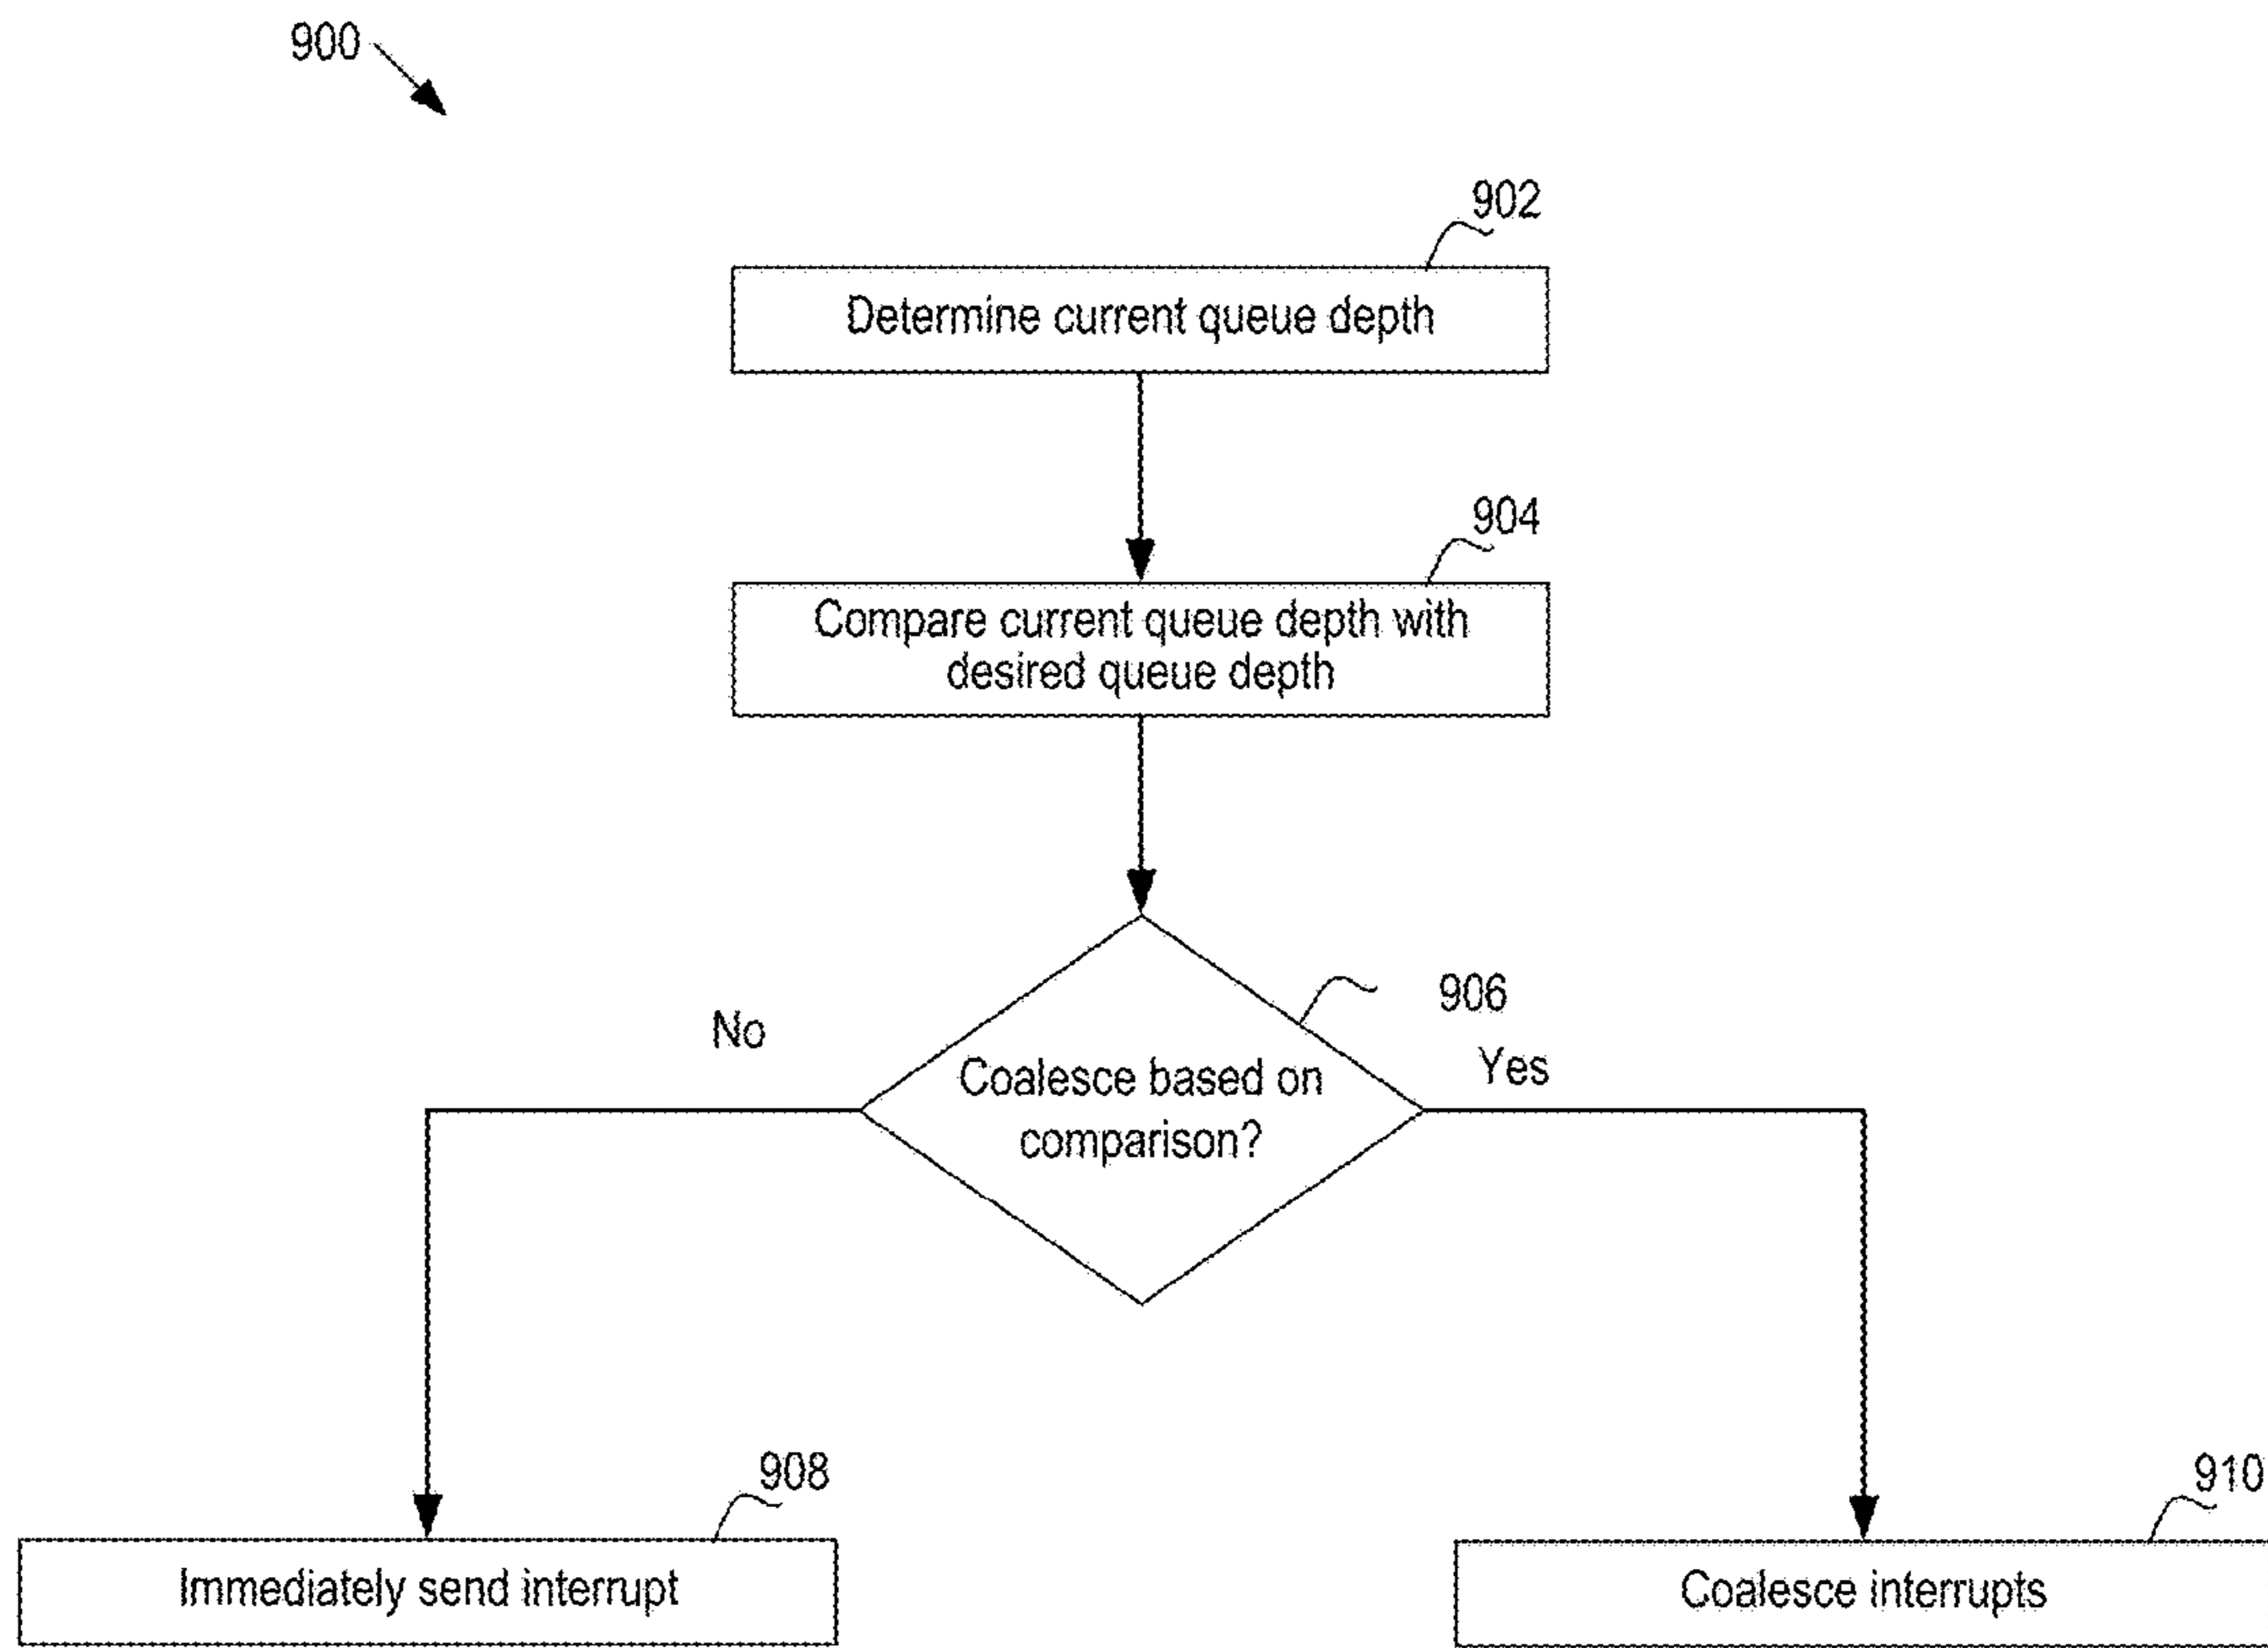 900
902
Determine current queue depth
904
Compare current queue depth with
desired queue depth
906
No
Yes
Coalesce based on
comparison?
908
910
Immediately send interrupt
Coalesce interrupts